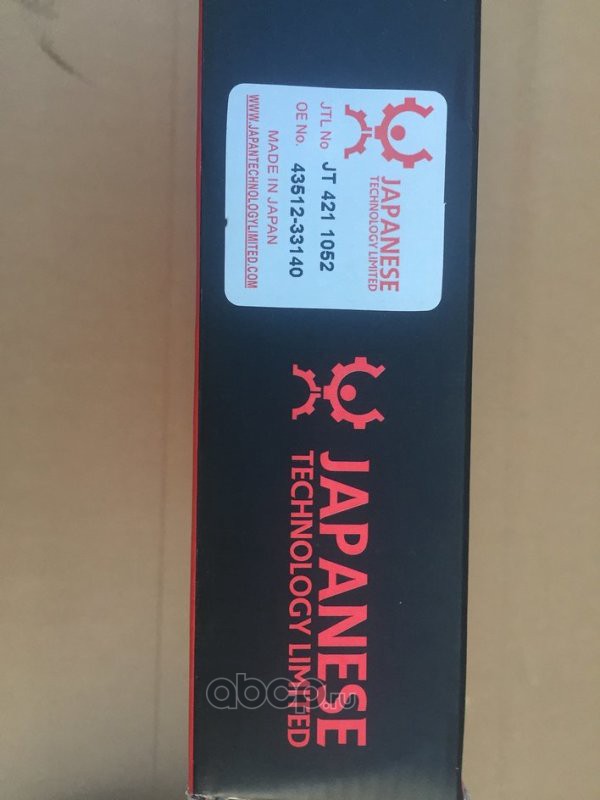 JAPANESE
TECHNOLOGY LIMITED
JTL No JT 421 1052
OE No. 43512-33140
MADE IN JAPAN
WWW.JAPANTECHNOLOGYLIMITED.COM
JAPANESE
TECHNOLOGY LIMITED
abcp.ru